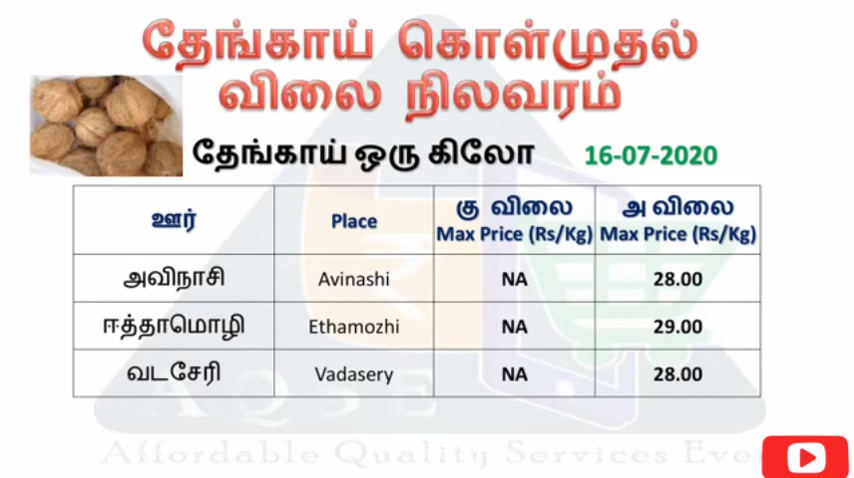 தேங்காய் கொள்முதல்
விலை நிலவரம்
தேங்காய் ஒரு கிலோ 16-07-2020
ஊர் Place கு விலை Max Price (Rs/Kg) அ விலை Max Price (Rs/Kg)
அவிநாசி Avinashi NA 28.00
ஈத்தாமொழி Ethamozhi NA 29.00
வடசேரி Vadasery NA 28.00
AQSE
Affordable Quality Services Eve